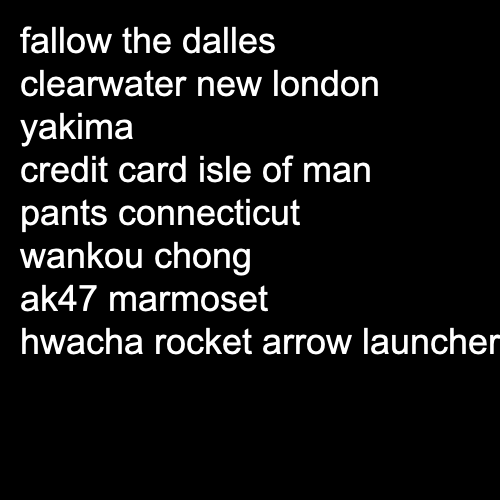 fallow the dalles
clearwater new london
yakima
credit card isle of man
pants connecticut
wankou chong
ak47 marmoset
hwacha rocket arrow launcher